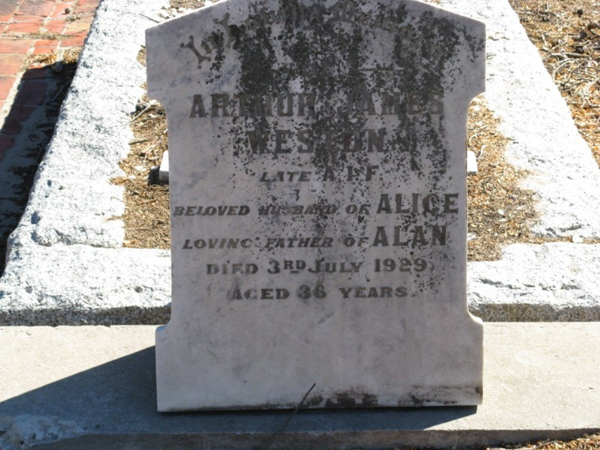 IN
ARTHUR JAMES
WESTON
LATE A.I.F.
BELOVED HUSBAND OF ALICE
LOVING FATHER OF ALAN
DIED 3RD JULY 1929
AGED 36 YEARS.